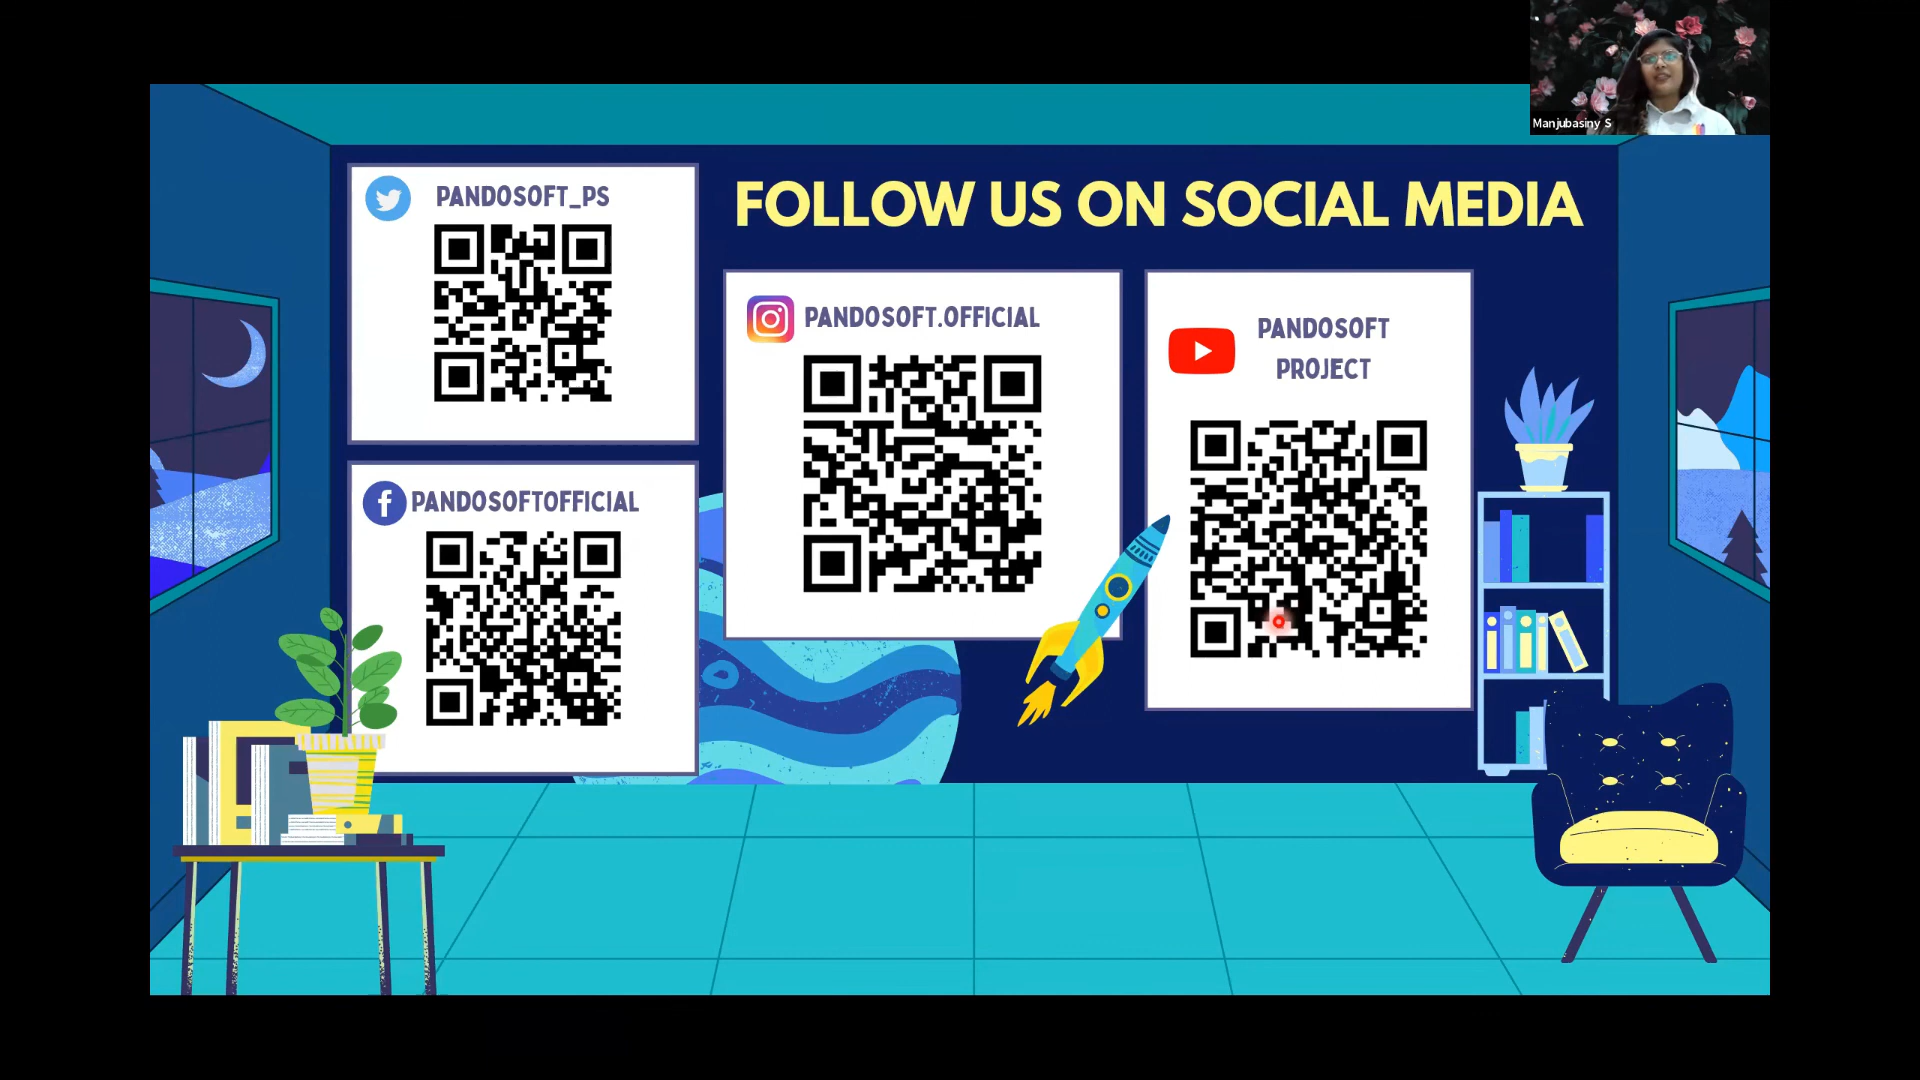 Manjubasiny S
FOLLOW US ON SOCIAL MEDIA
PANDOSOFT_PS
PANDOSOFT.OFFICIAL
PANDOSOFT
PROJECT
PANDOSOFTOFFICIAL